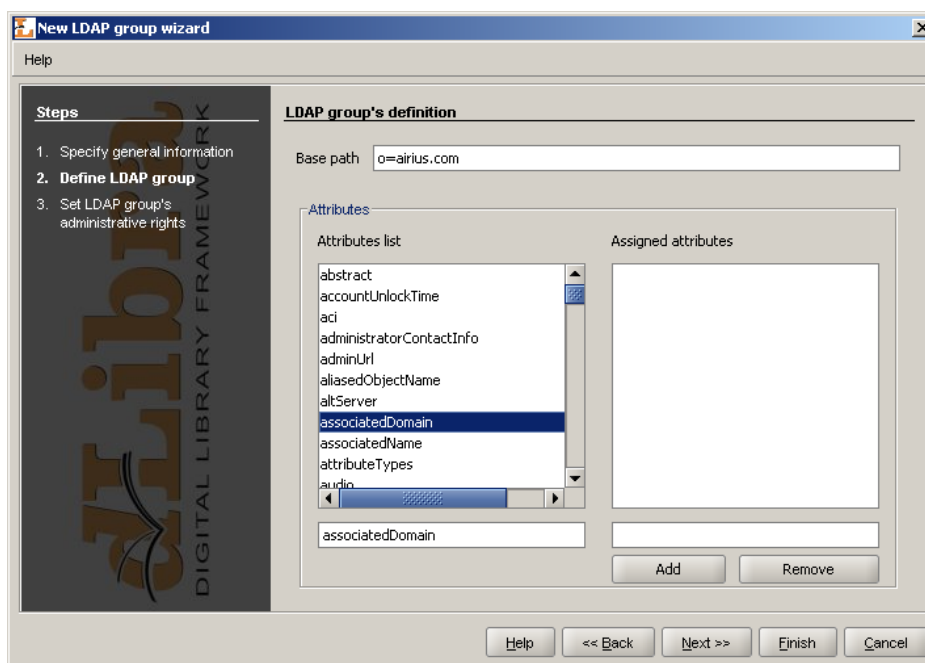 New LDAP group wizard
Help
Steps
1. Specify general information
2. Define LDAP group
3. Set LDAP group's
administrative rights
dLibra
DIGITAL LIBRARY FRAMEWORK
LDAP group's definition
Base path o=airius.com
Attributes
Attributes list
Assigned attributes
abstract
accountUnlockTime
aci
administratorContactInfo
adminUrl
aliasedObjectName
altServer
associatedDomain
associatedName
attributeTypes
audio
associatedDomain
Add Remove
Help << Back Next >> Finish Cancel